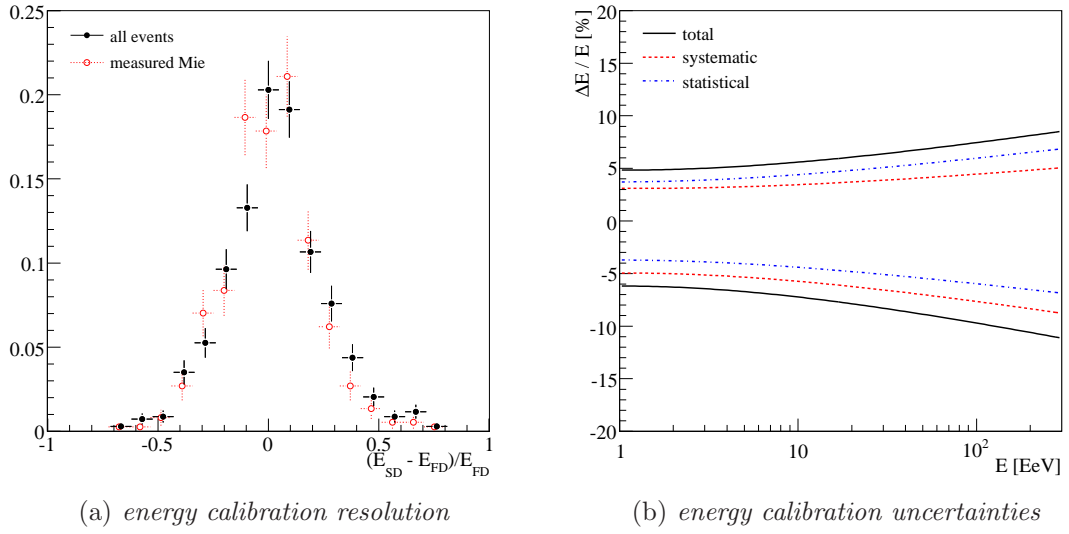 0.25
0.2
0.15
0.1
0.05
0
-1
-0.5
0
0.5
1
(E_SD - E_FD)/E_FD
all events
measured Mie
(a) energy calibration resolution
ΔE / E [%]
20
15
10
5
0
-5
-10
-15
-20
1
10
10²
E [EeV]
total
systematic
statistical
(b) energy calibration uncertainties